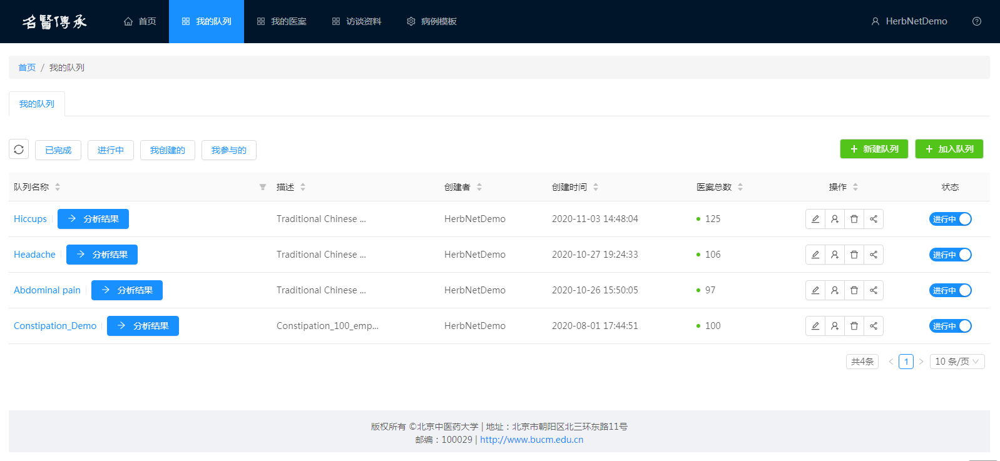 名醫傳承 首页 我的队列 我的医案 访谈资料 病例模板 HerbNetDemo
首页 / 我的队列
我的队列
已完成 进行中 我创建的 我参与的 + 新建队列 + 加入队列
队列名称 描述 创建者 创建时间 医案总数 操作 状态
Hiccups → 分析结果 Traditional Chinese ... HerbNetDemo 2020-11-03 14:48:04 125 进行中
Headache → 分析结果 Traditional Chinese ... HerbNetDemo 2020-10-27 19:24:33 106 进行中
Abdominal pain → 分析结果 Traditional Chinese ... HerbNetDemo 2020-10-26 15:50:05 97 进行中
Constipation_Demo → 分析结果 Constipation_100_emp... HerbNetDemo 2020-08-01 17:44:51 100 进行中
共4条 < 1 > 10 条/页
版权所有 ©北京中医药大学 | 地址：北京市朝阳区北三环东路11号
邮编：100029 | http://www.bucm.edu.cn